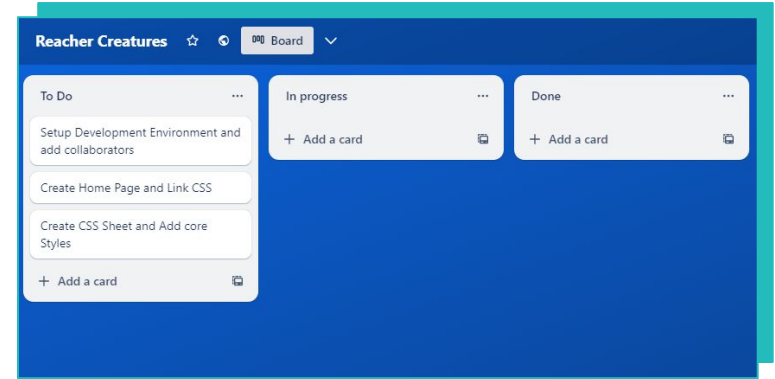 Reacher Creatures
Board
To Do
Setup Development Environment and
add collaborators
Create Home Page and Link CSS
Create CSS Sheet and Add core
Styles
+ Add a card
In progress
+ Add a card
Done
+ Add a card